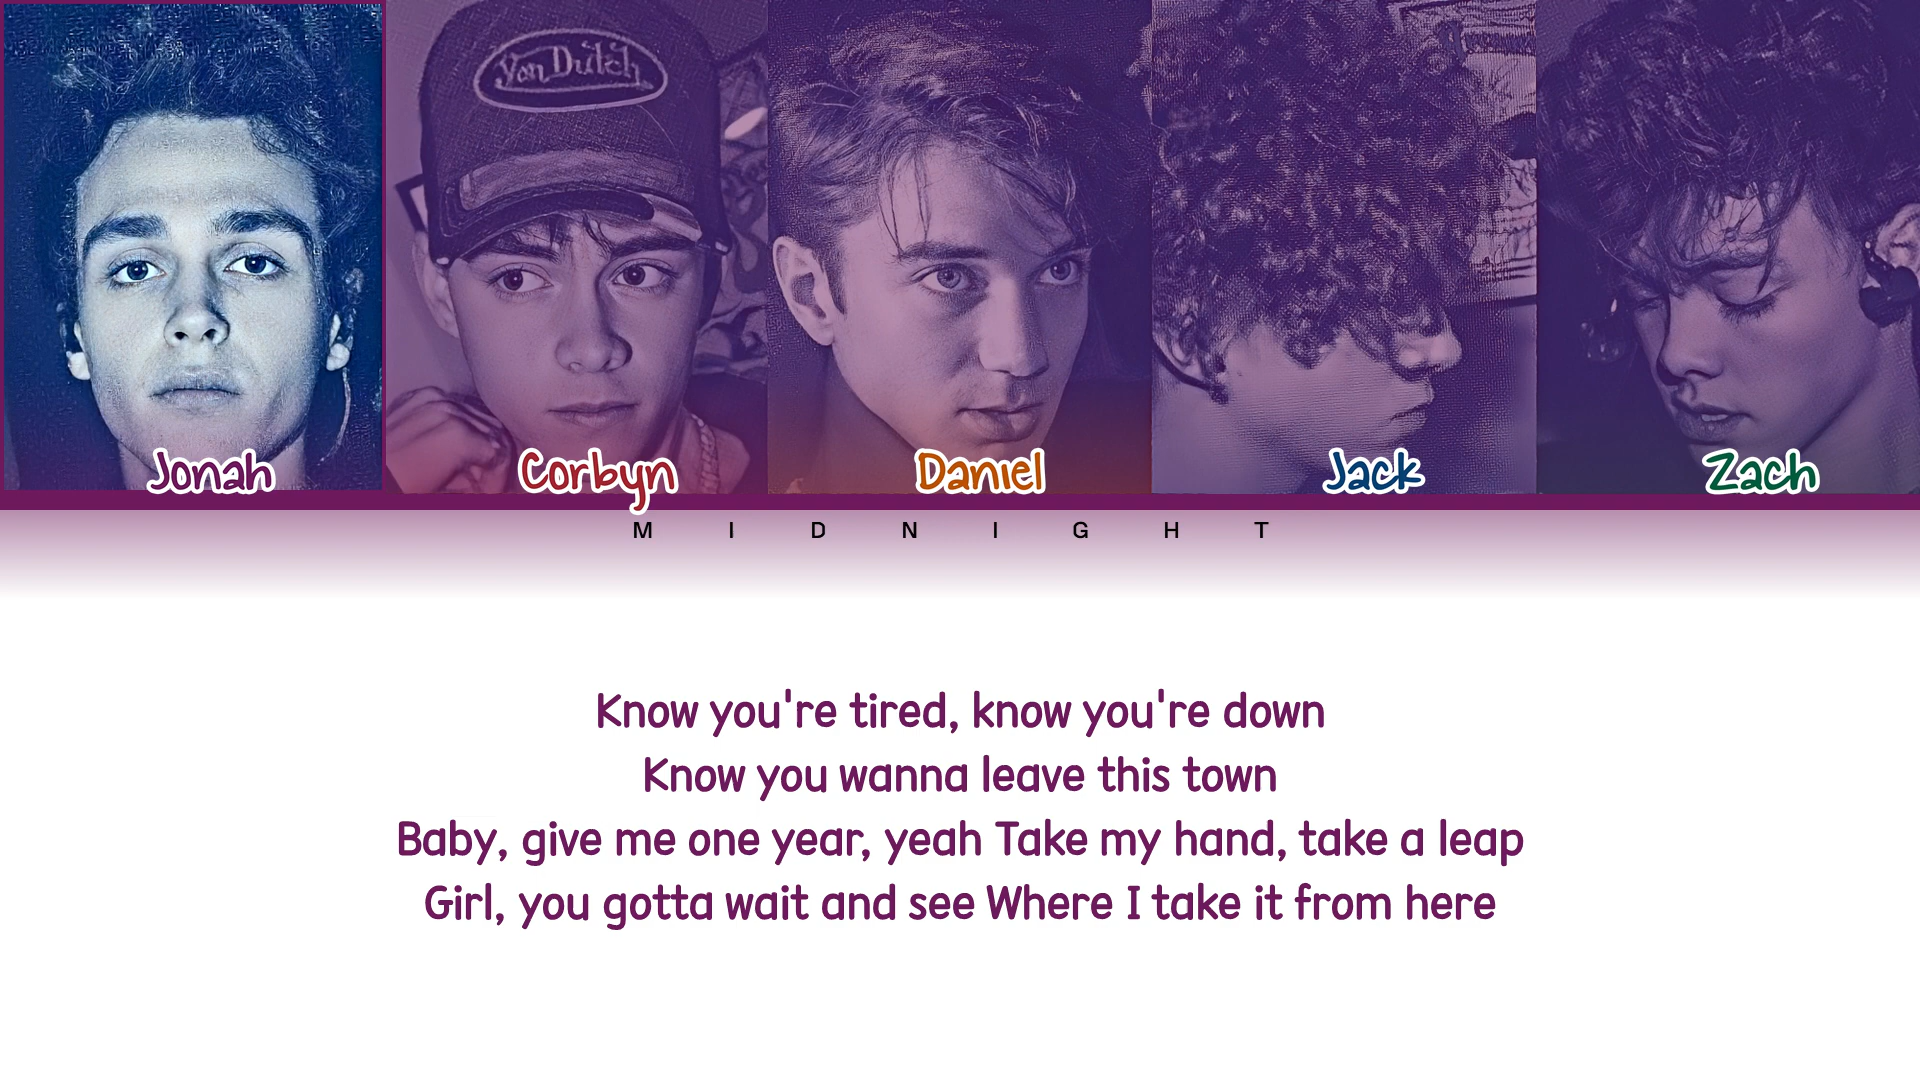 Von Dutch
Jonah
Corbyn
Daniel
Jack
Zach
MIDNIGHT
Know you're tired, know you're down
Know you wanna leave this town
Baby, give me one year, yeah Take my hand, take a leap
Girl, you gotta wait and see Where I take it from here